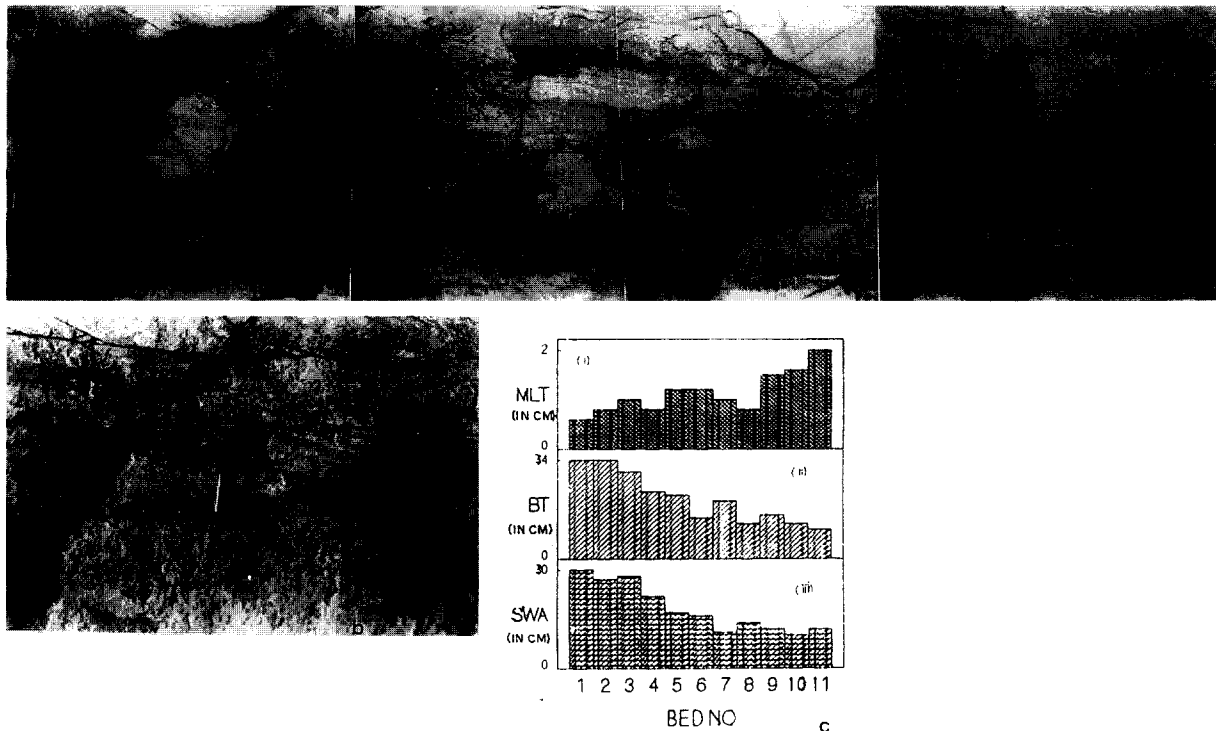 b
2
(i)
MLT
(IN CM)
0
34
(ii)
BT
(IN CM)
0
30
(iii)
SWA
(IN CM)
0
1 2 3 4 5 6 7 8 9 10 11
BED NO
c